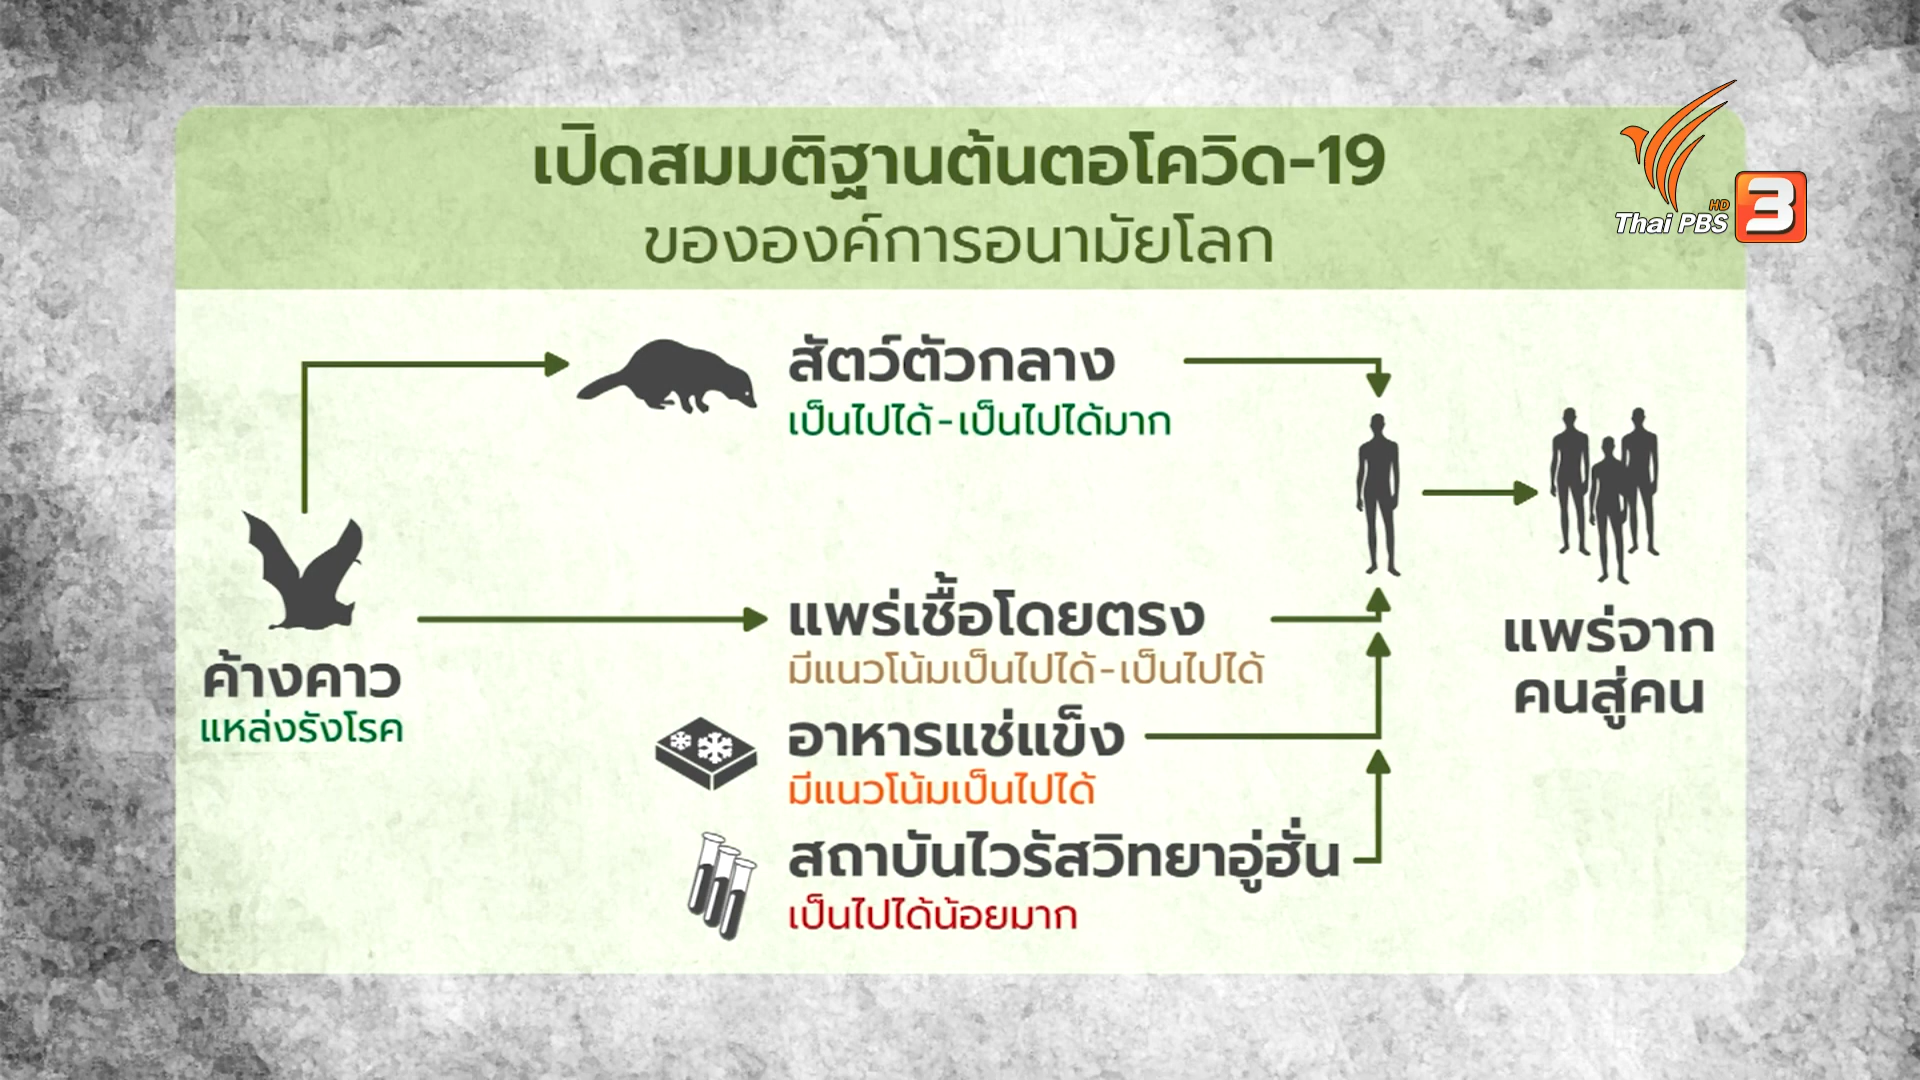 เปิดสมมติฐานต้นตอโควิด-19
ขององค์การอนามัยโลก
HD
Thai PBS 3
สัตว์ตัวกลาง
เป็นไปได้-เป็นไปได้มาก
แพร่เชื้อโดยตรง
มีแนวโน้มเป็นไปได้-เป็นไปได้
ค้างคาว
แหล่งรังโรค
แพร่จาก
คนสู่คน
อาหารแช่แข็ง
มีแนวโน้มเป็นไปได้
สถาบันไวรัสวิทยาอู่ฮั่น
เป็นไปได้น้อยมาก